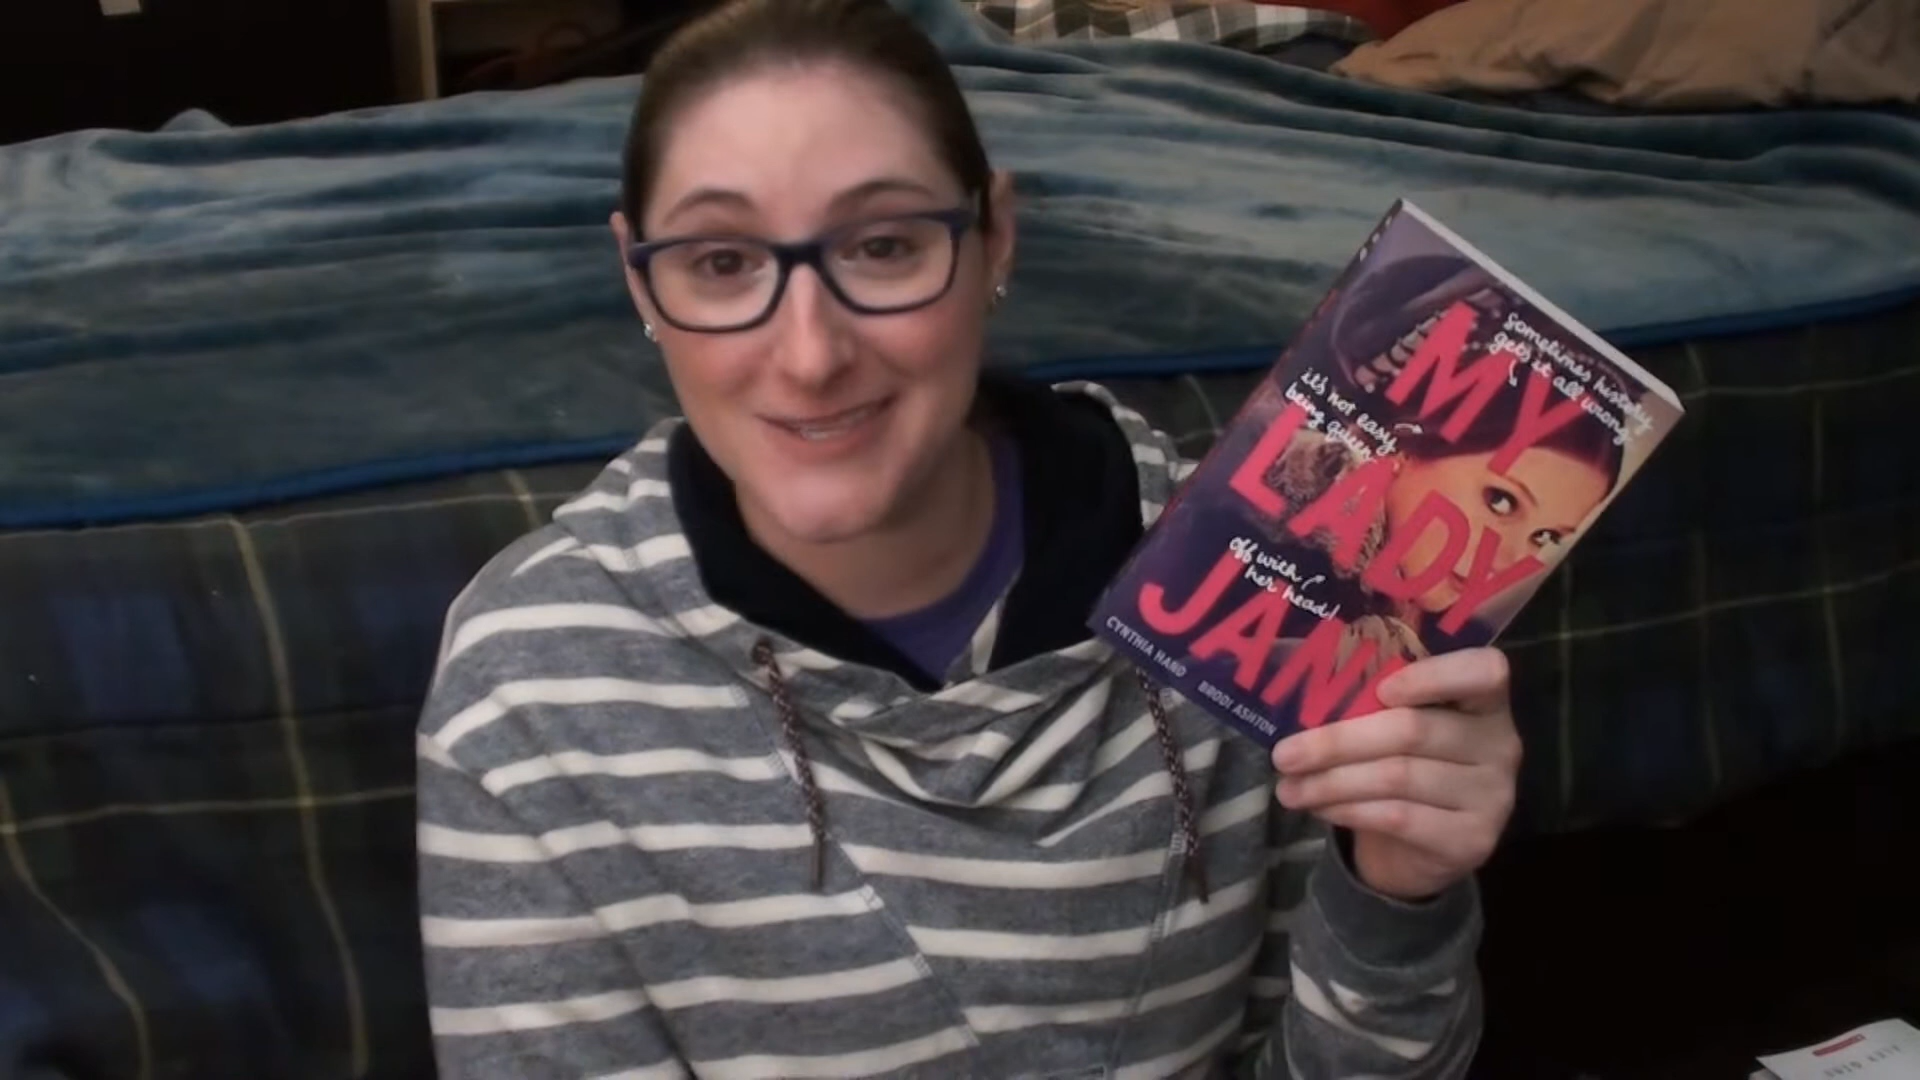 sometimes history
gets it all wrong
MY
it's not easy
being queen
LADY
off with
her head!
JANE
CYNTHIA HAND BRODI ASHTON